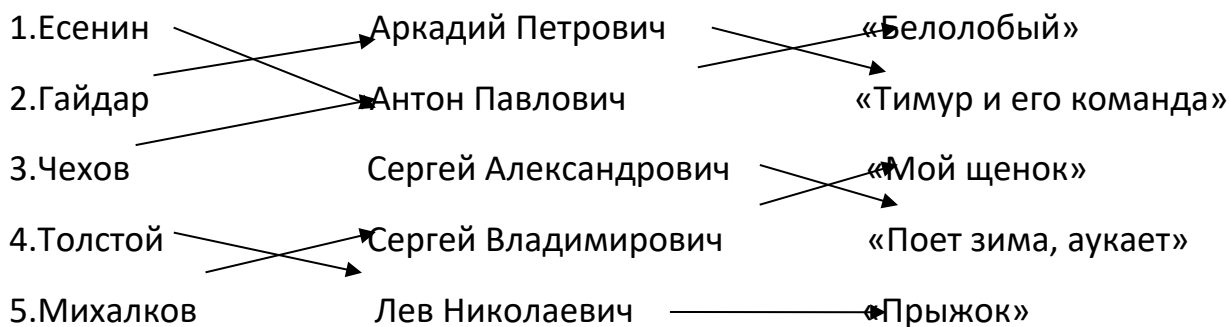 1.Есенин Аркадий Петрович «Белолобый»
2.Гайдар Антон Павлович «Тимур и его команда»
3.Чехов Сергей Александрович «Мой щенок»
4.Толстой Сергей Владимирович «Поет зима, аукает»
5.Михалков Лев Николаевич «Прыжок»